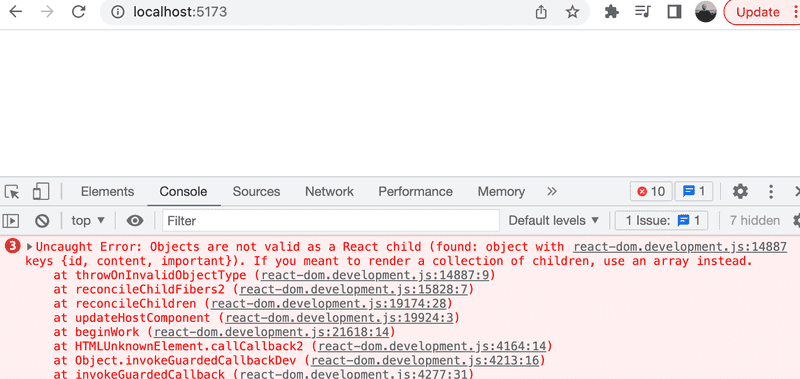 localhost:5173
Update
Elements Console Sources Network Performance Memory » 10 1
top Filter Default levels 1 Issue: 1 7 hidden
3 Uncaught Error: Objects are not valid as a React child (found: object with react-dom.development.js:14887
keys {id, content, important}). If you meant to render a collection of children, use an array instead.
at throwOnInvalidObjectType (react-dom.development.js:14887:9)
at reconcileChildFibers2 (react-dom.development.js:15828:7)
at reconcileChildren (react-dom.development.js:19174:28)
at updateHostComponent (react-dom.development.js:19924:3)
at beginWork (react-dom.development.js:21618:14)
at HTMLUnknownElement.callCallback2 (react-dom.development.js:4164:14)
at Object.invokeGuardedCallbackDev (react-dom.development.js:4213:16)
at invokeGuardedCallback (react-dom.development.js:4277:31)